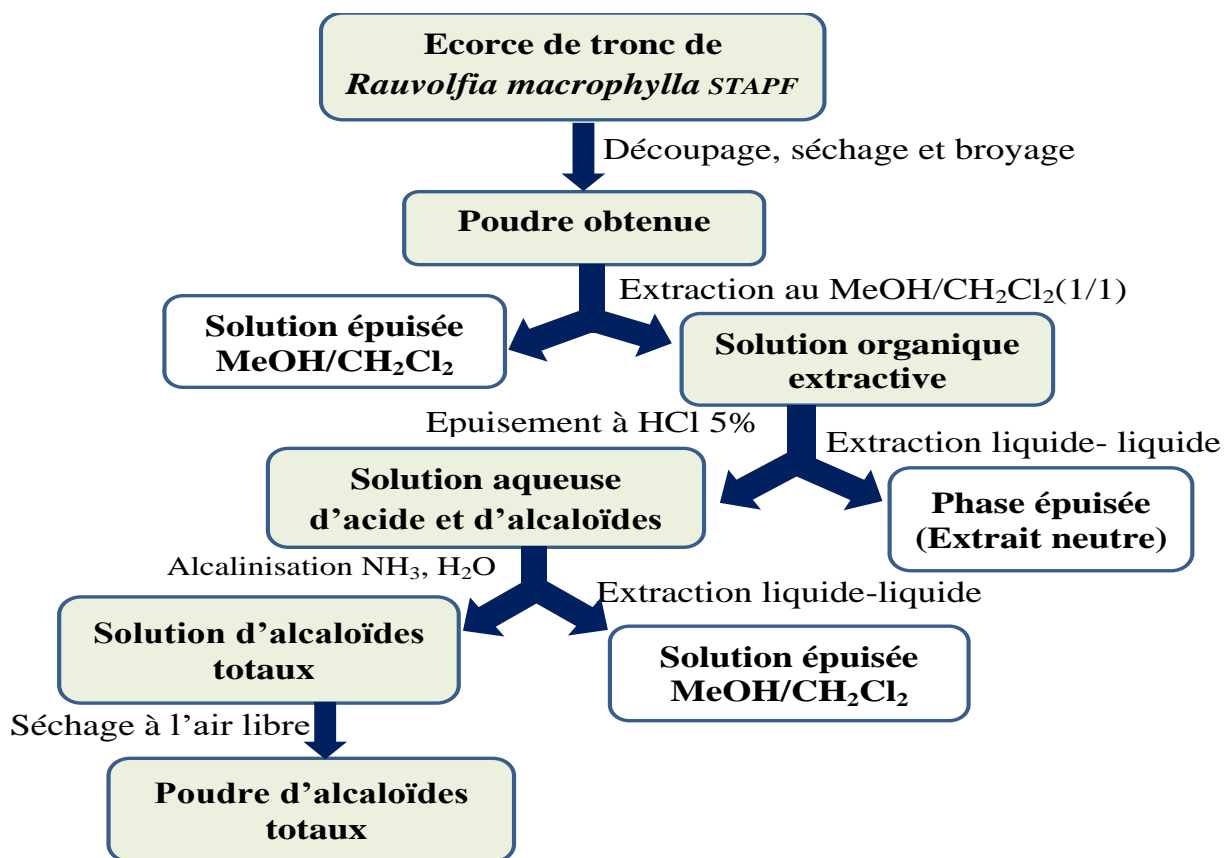 Ecorce de tronc de
Rauvolfia macrophylla STAPF
Découpage, séchage et broyage
Poudre obtenue
Extraction au MeOH/CH₂Cl₂(1/1)
Solution épuisée
MeOH/CH₂Cl₂
Solution organique
extractive
Epuisement à HCl 5%
Extraction liquide- liquide
Solution aqueuse
d’acide et d’alcaloïdes
Phase épuisée
(Extrait neutre)
Alcalinisation NH₃, H₂O
Extraction liquide-liquide
Solution d’alcaloïdes
totaux
Solution épuisée
MeOH/CH₂Cl₂
Séchage à l’air libre
Poudre d’alcaloïdes
totaux